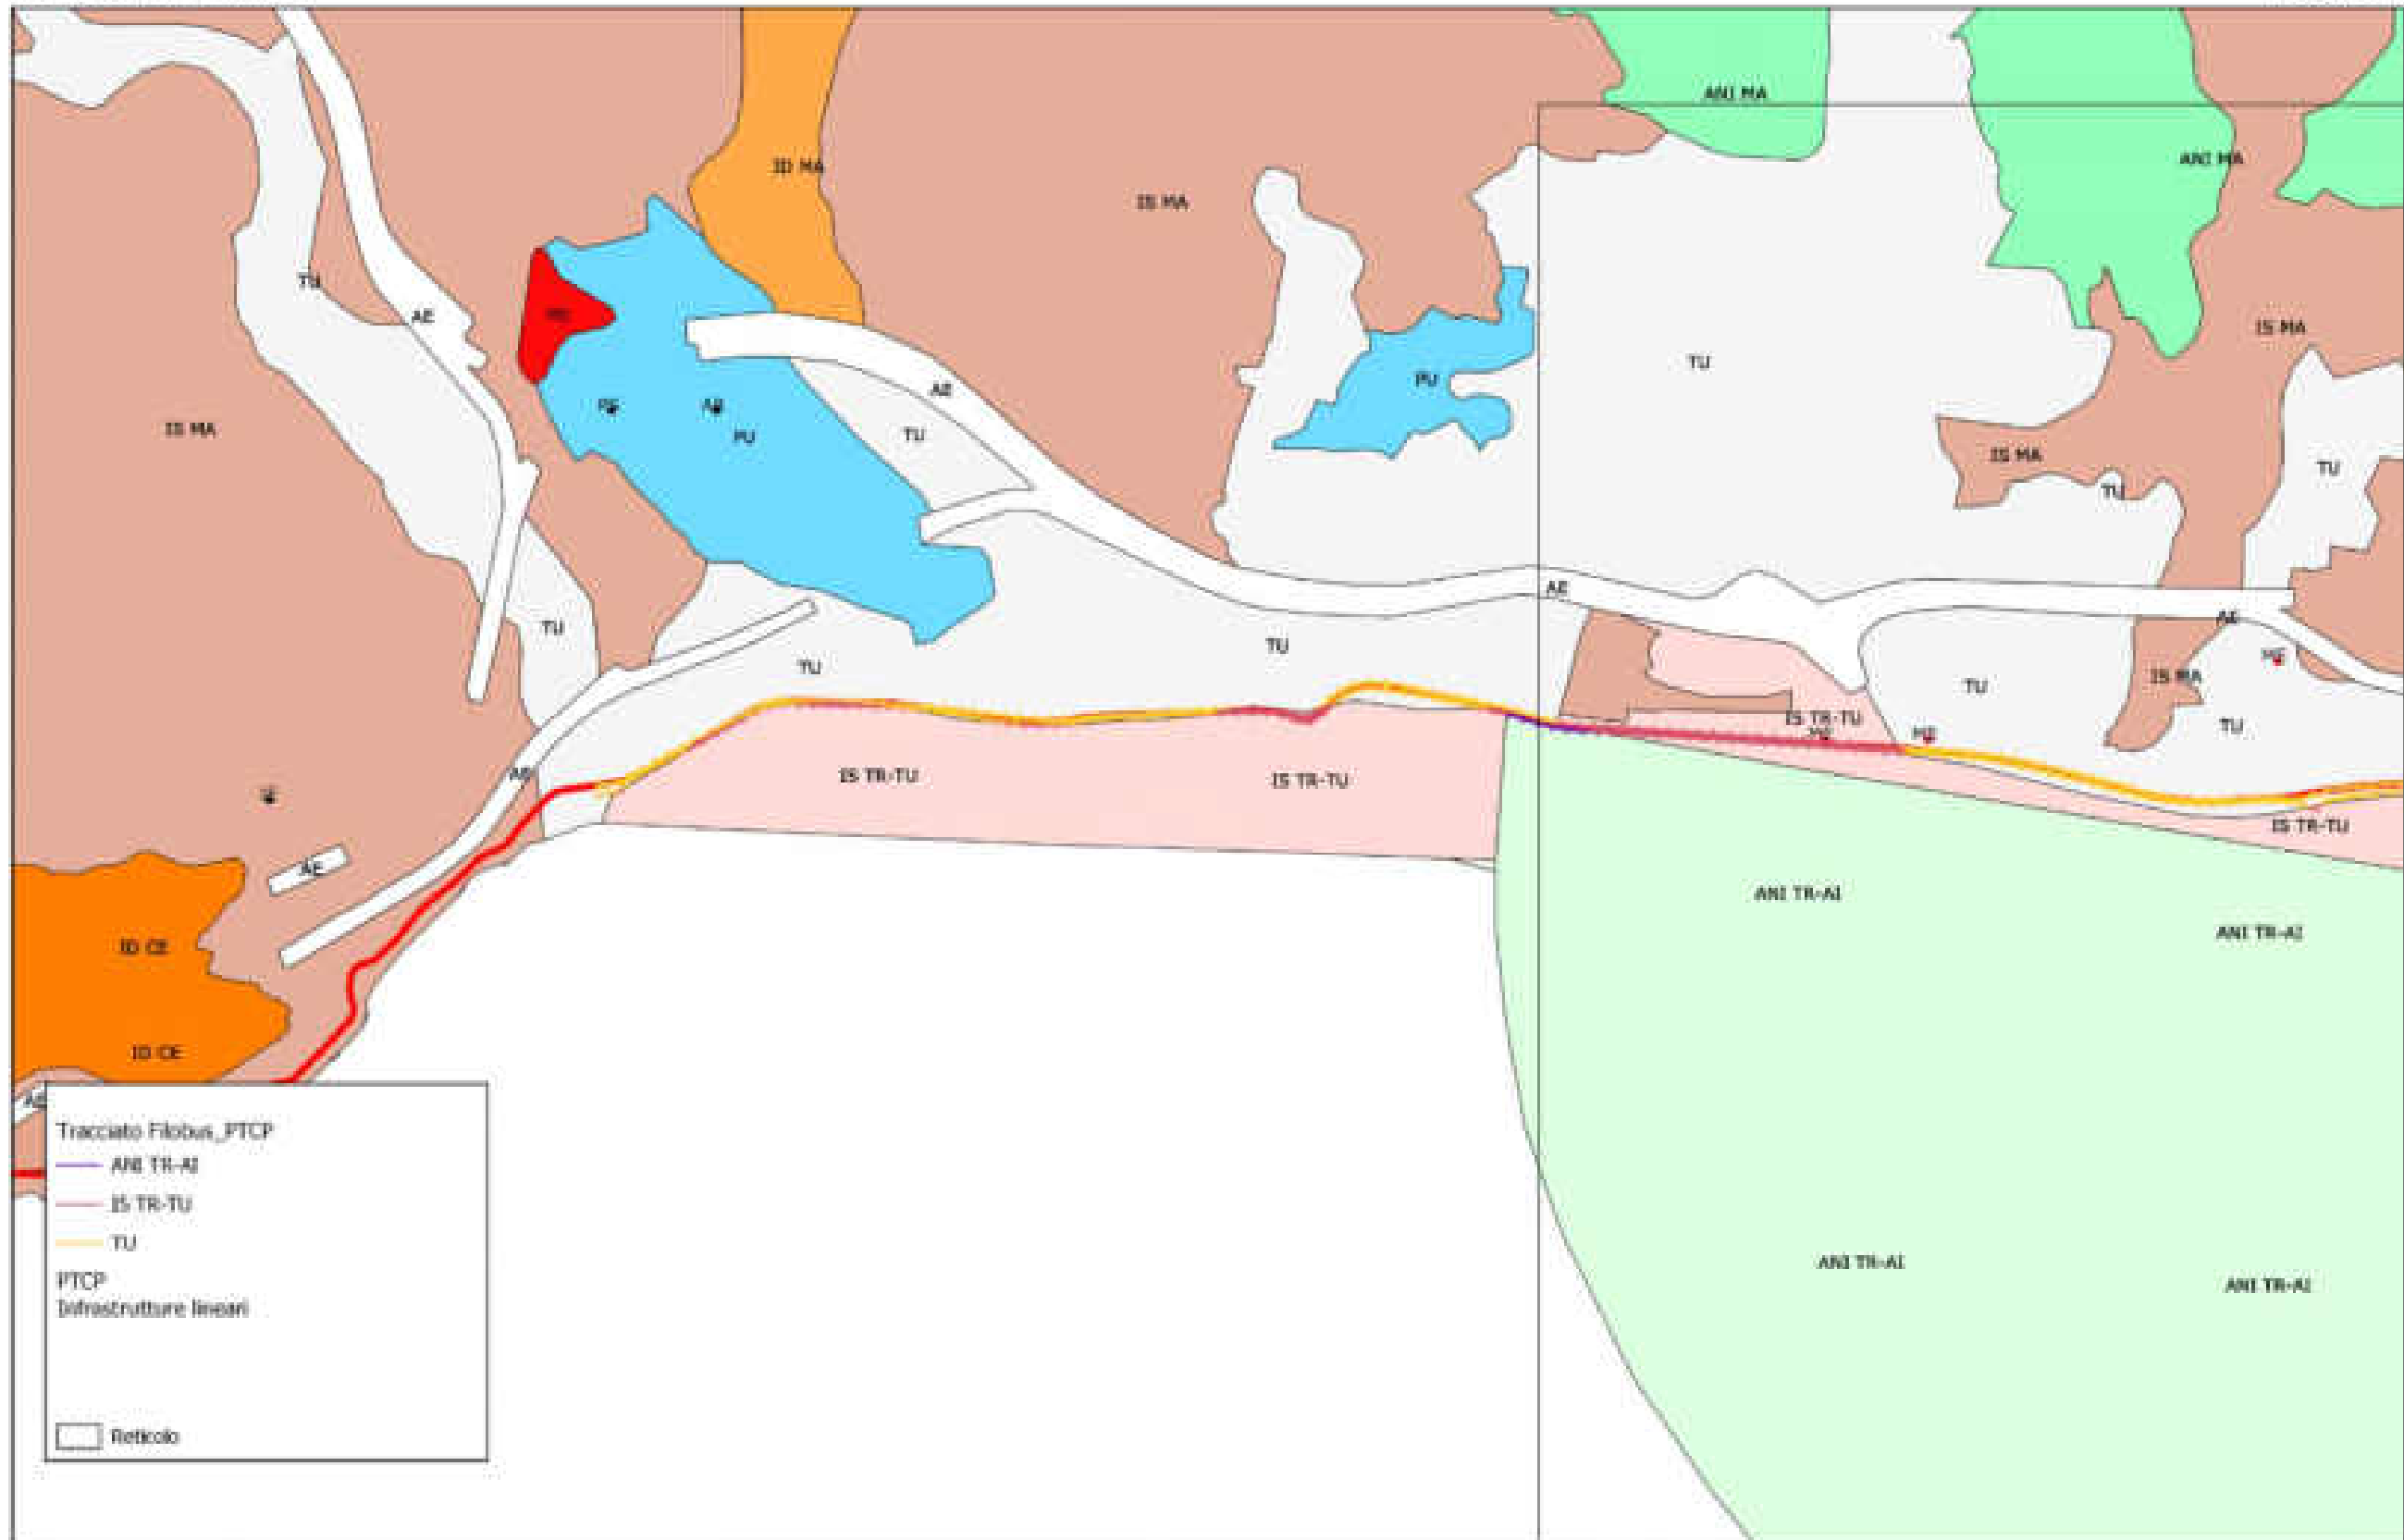 ANI MA
ANI MA
ID MA
IS MA
TU
AE
IS MA
TU
PU
AE
IS MA
TU
PU
IS MA
TU
TU
AE
AE
TU
TU
TU
IS MA
TU
IS TR-TU
TU
AE
IS TR-TU
IS TR-TU
IS TR-TU
AE
ANI TR-AI
ANI TR-AI
ID CE
ID CE
ANI TR-AI
ANI TR-AI
Tracciato Filobus_PTCP
ANI TR-AI
IS TR-TU
TU
PTCP
Infrastrutture lineari
Reticolo